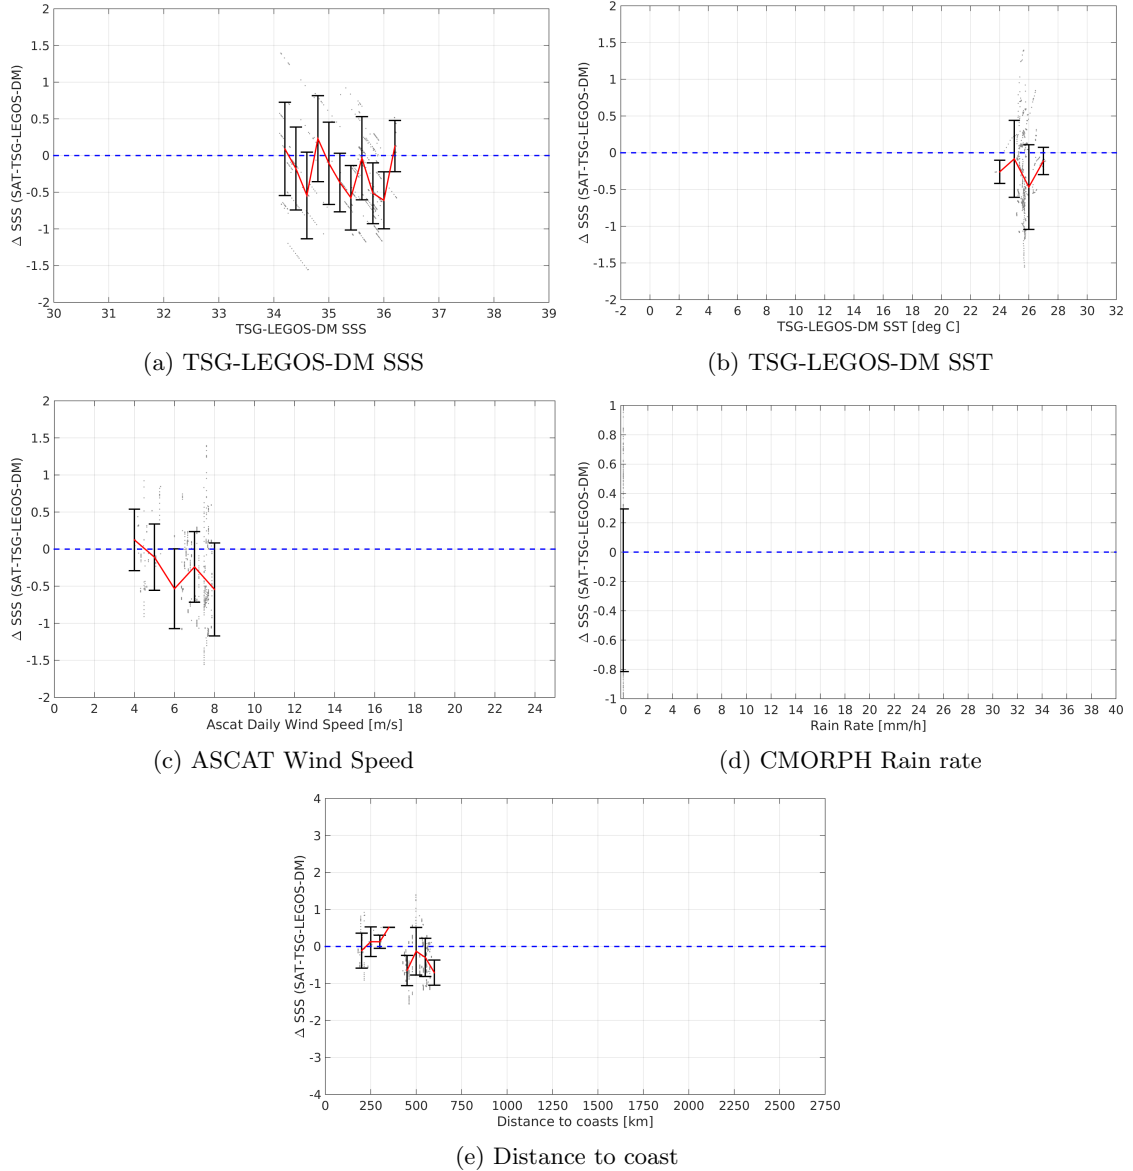 2
1.5
1
0.5
0
-0.5
-1
-1.5
-2
Δ SSS (SAT-TSG-LEGOS-DM)
30 31 32 33 34 35 36 37 38 39
TSG-LEGOS-DM SSS
(a) TSG-LEGOS-DM SSS
2
1.5
1
0.5
0
-0.5
-1
-1.5
-2
Δ SSS (SAT-TSG-LEGOS-DM)
-2 0 2 4 6 8 10 12 14 16 18 20 22 24 26 28 30 32
TSG-LEGOS-DM SST [deg C]
(b) TSG-LEGOS-DM SST
2
1.5
1
0.5
0
-0.5
-1
-1.5
-2
Δ SSS (SAT-TSG-LEGOS-DM)
0 2 4 6 8 10 12 14 16 18 20 22 24
Ascat Daily Wind Speed [m/s]
(c) ASCAT Wind Speed
1
0.8
0.6
0.4
0.2
0
-0.2
-0.4
-0.6
-0.8
-1
Δ SSS (SAT-TSG-LEGOS-DM)
0 2 4 6 8 10 12 14 16 18 20 22 24 26 28 30 32 34 36 38 40
Rain Rate [mm/h]
(d) CMORPH Rain rate
4
3
2
1
0
-1
-2
-3
-4
Δ SSS (SAT-TSG-LEGOS-DM)
0 250 500 750 1000 1250 1500 1750 2000 2250 2500 2750
Distance to coasts [km]
(e) Distance to coast